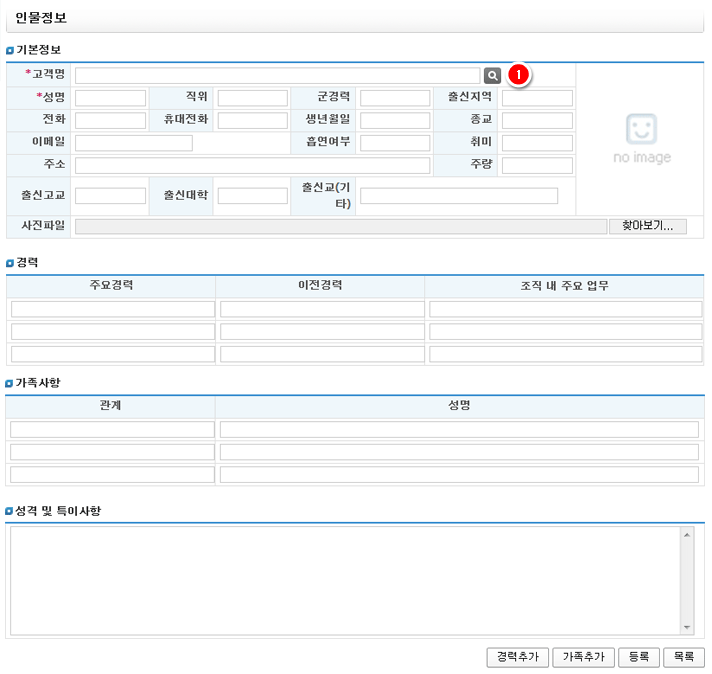 인물정보
기본정보
*고객명
1
*성명 직위 군경력 출신지역
전화 휴대전화 생년월일 종교
이메일 흡연여부 취미
주소 주량
출신고교 출신대학 출신교(기
타)
no image
사진파일 찾아보기...
경력
주요경력 이전경력 조직 내 주요 업무
가족사항
관계 성명
성격 및 특이사항
경력추가 가족추가 등록 목록